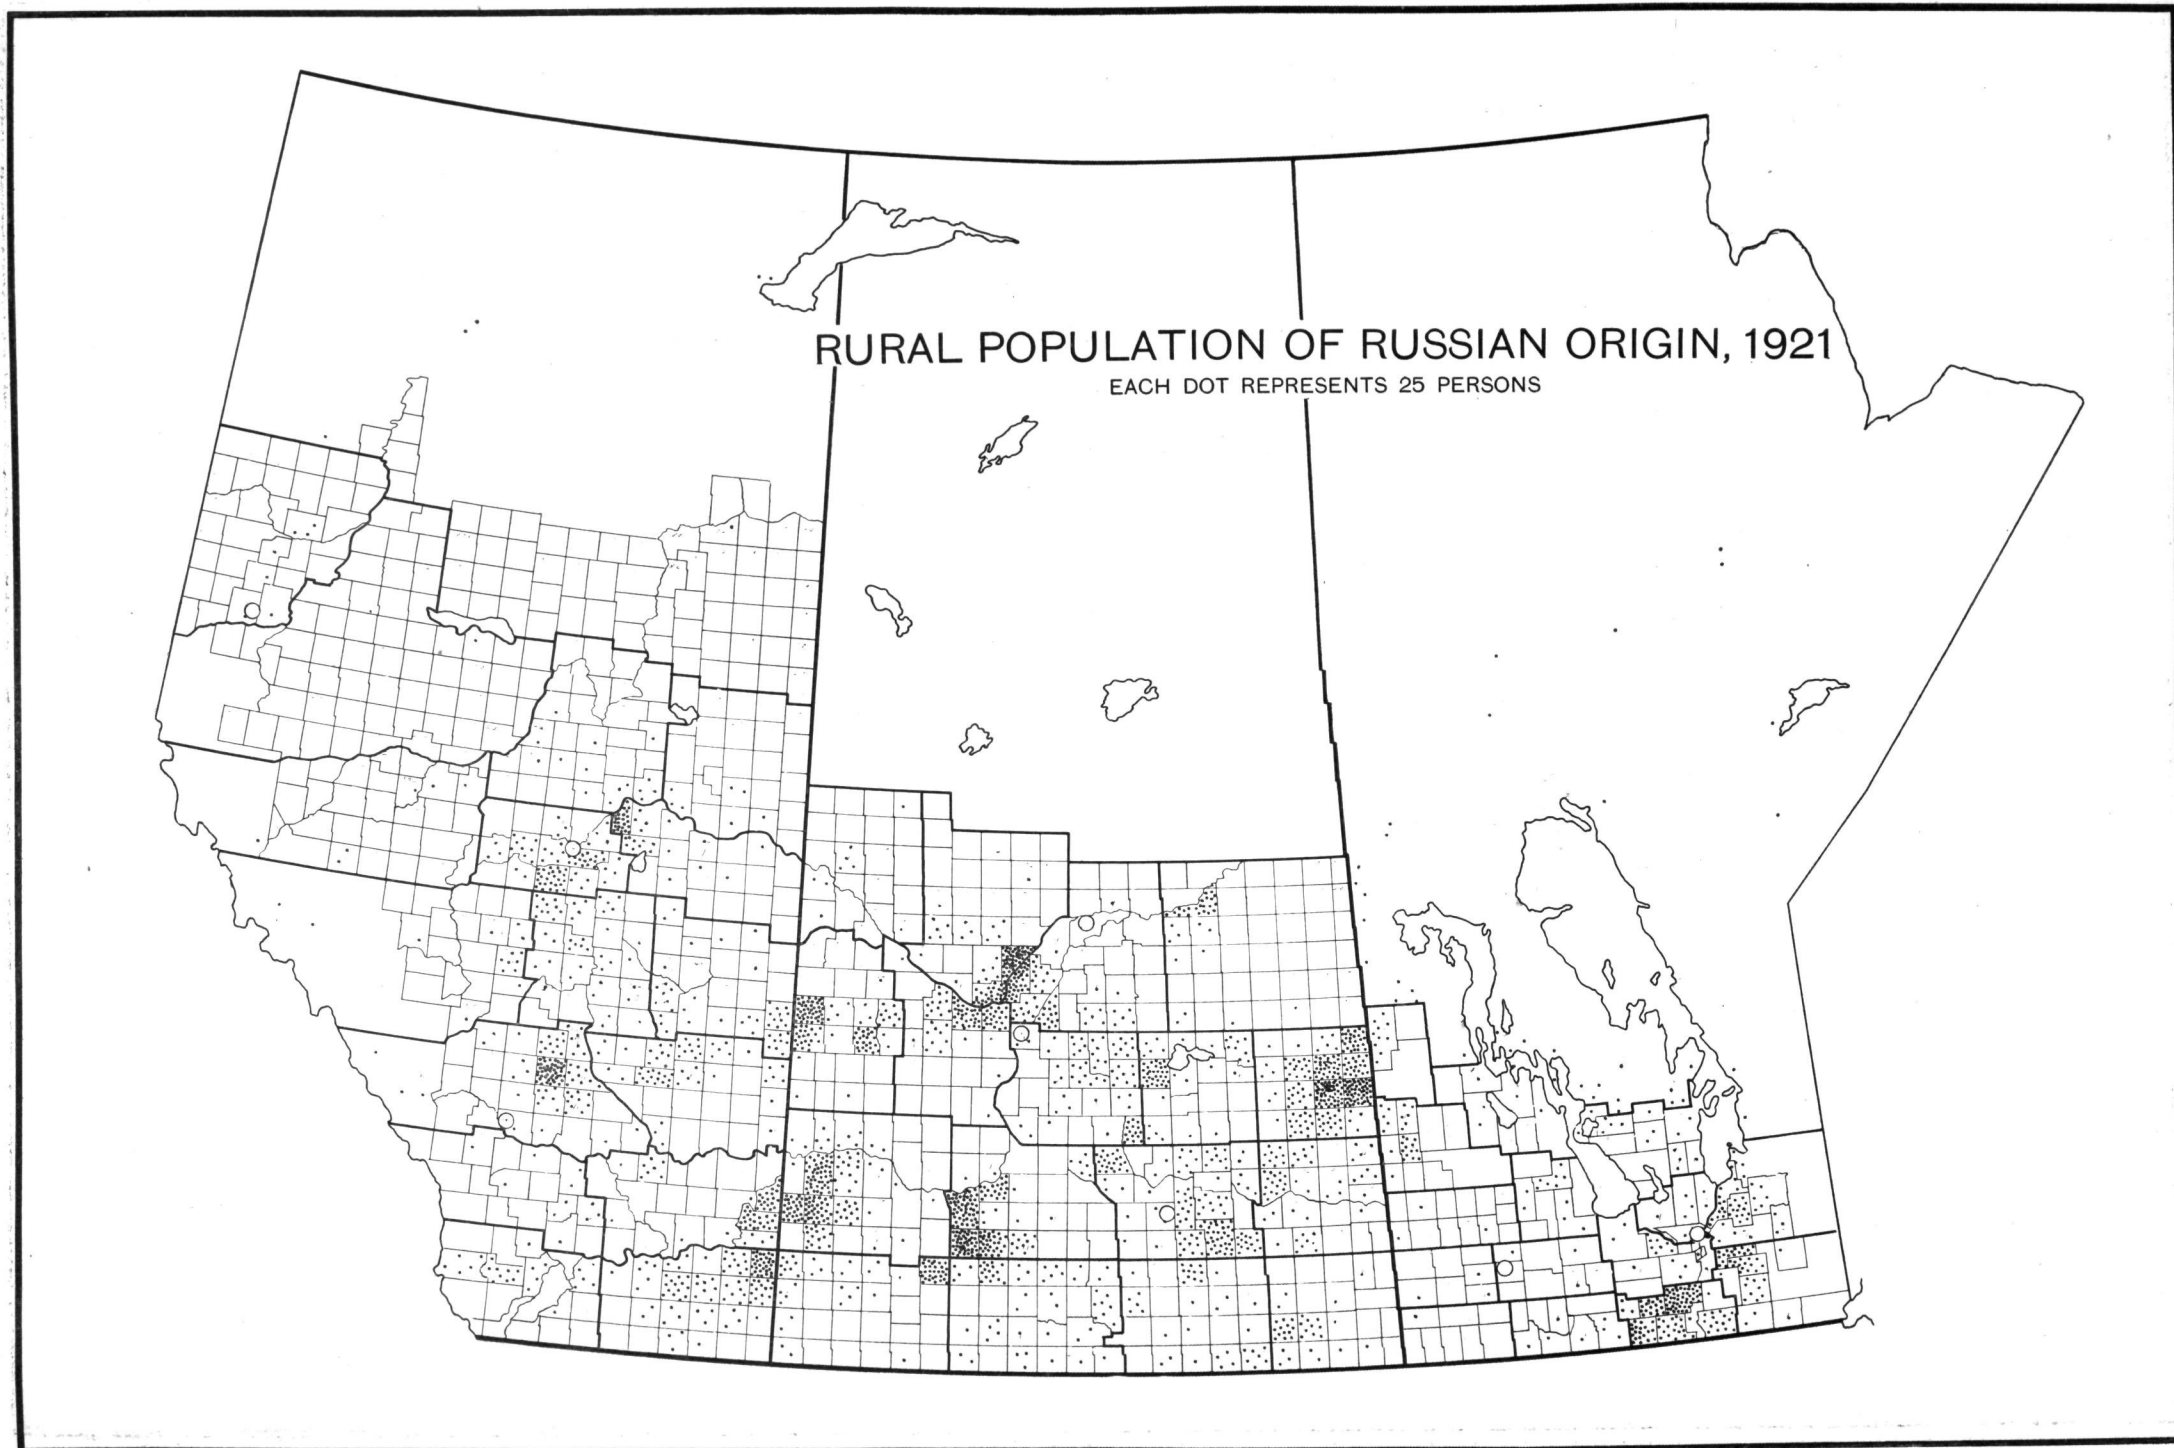 RURAL POPULATION OF RUSSIAN ORIGIN, 1921
EACH DOT REPRESENTS 25 PERSONS